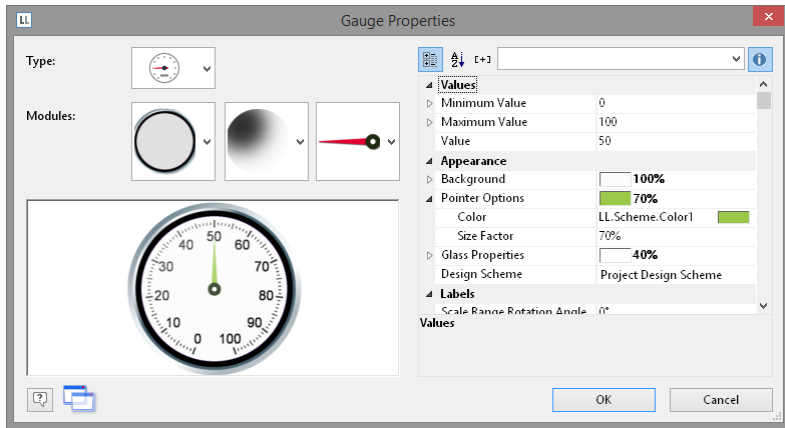 LL
Gauge Properties
Type:
Modules:
40 50 60
30 70
20 80
10 90
0 100
A Z [+]
Values
Minimum Value 0
Maximum Value 100
Value 50
Appearance
Background 100%
Pointer Options 70%
Color LL.Scheme.Color1
Size Factor 70%
Glass Properties 40%
Design Scheme Project Design Scheme
Labels
Scale Range Rotation Angle 0°
Values
OK Cancel